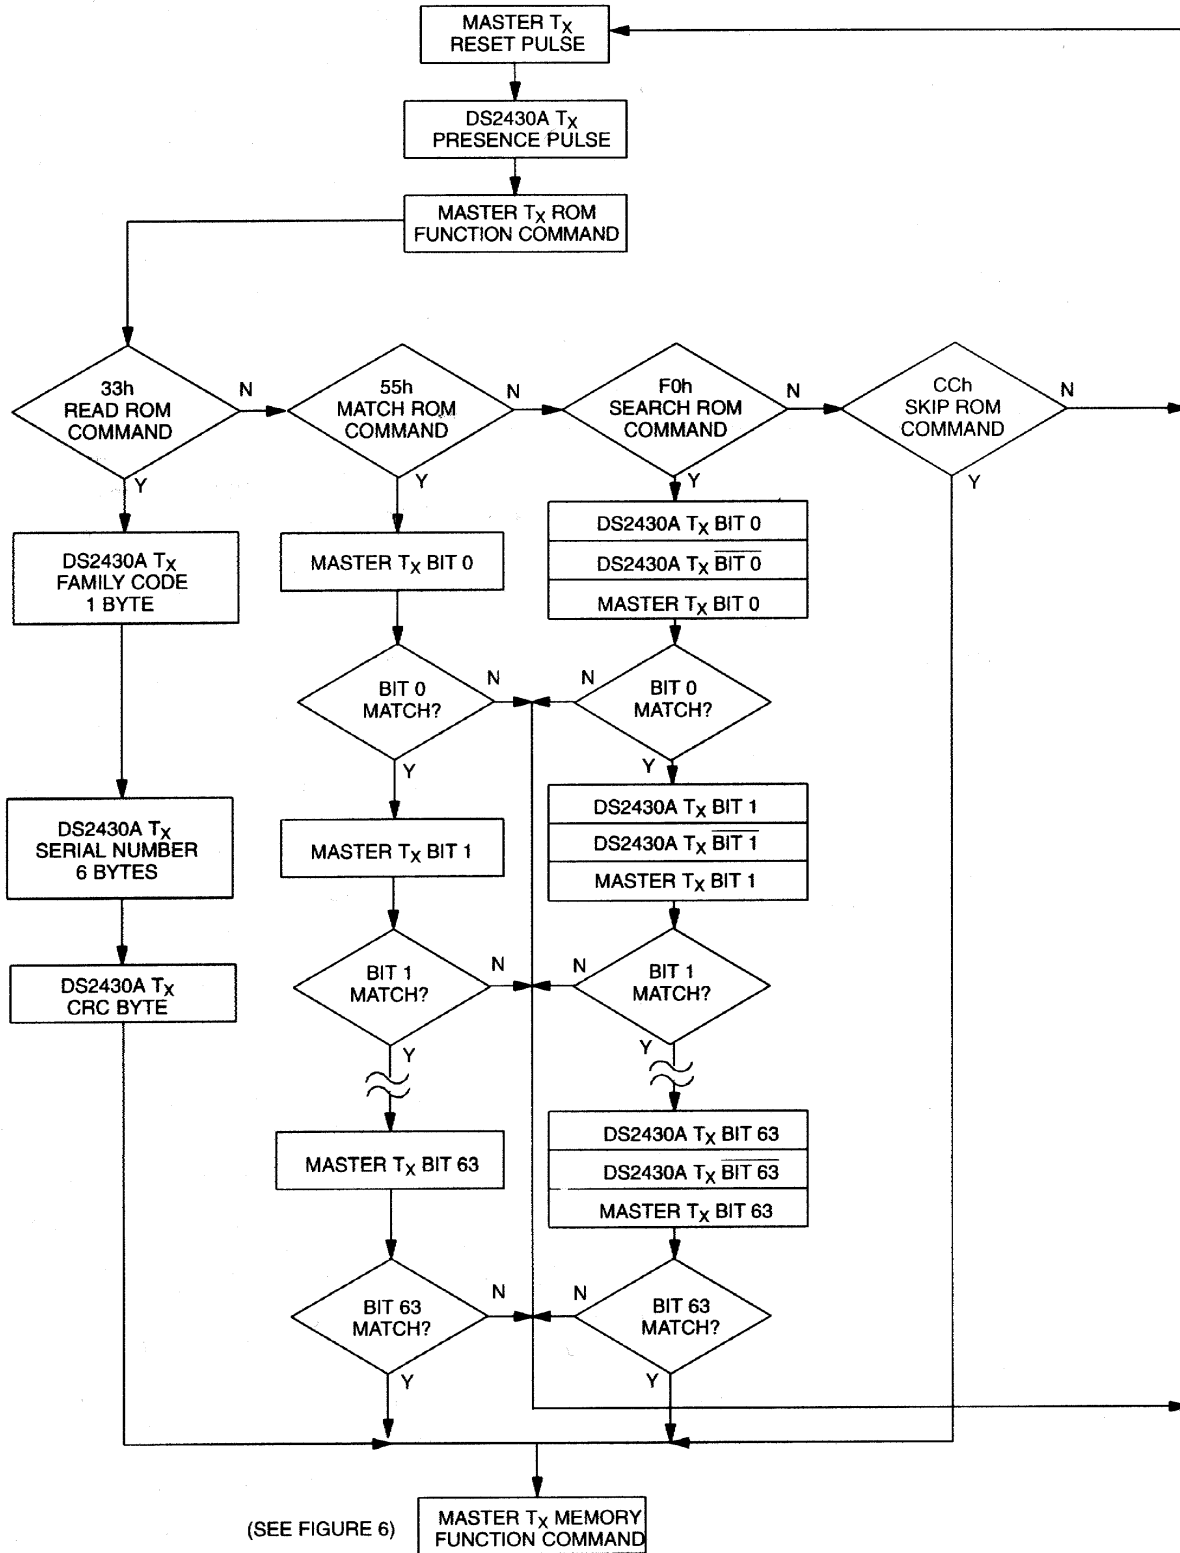 MASTER TX
RESET PULSE
DS2430A TX
PRESENCE PULSE
MASTER TX ROM
FUNCTION COMMAND
33h
READ ROM
COMMAND
N
Y
55h
MATCH ROM
COMMAND
N
Y
F0h
SEARCH ROM
COMMAND
N
Y
CCh
SKIP ROM
COMMAND
N
Y
DS2430A TX
FAMILY CODE
1 BYTE
DS2430A TX
SERIAL NUMBER
6 BYTES
DS2430A TX
CRC BYTE
MASTER TX BIT 0
BIT 0
MATCH?
N
Y
MASTER TX BIT 1
BIT 1
MATCH?
N
Y
MASTER TX BIT 63
BIT 63
MATCH?
N
Y
DS2430A TX BIT 0
DS2430A TX BIT 0
MASTER TX BIT 0
N
BIT 0
MATCH?
Y
DS2430A TX BIT 1
DS2430A TX BIT 1
MASTER TX BIT 1
N
BIT 1
MATCH?
Y
DS2430A TX BIT 63
DS2430A TX BIT 63
MASTER TX BIT 63
N
BIT 63
MATCH?
Y
(SEE FIGURE 6)
MASTER TX MEMORY
FUNCTION COMMAND